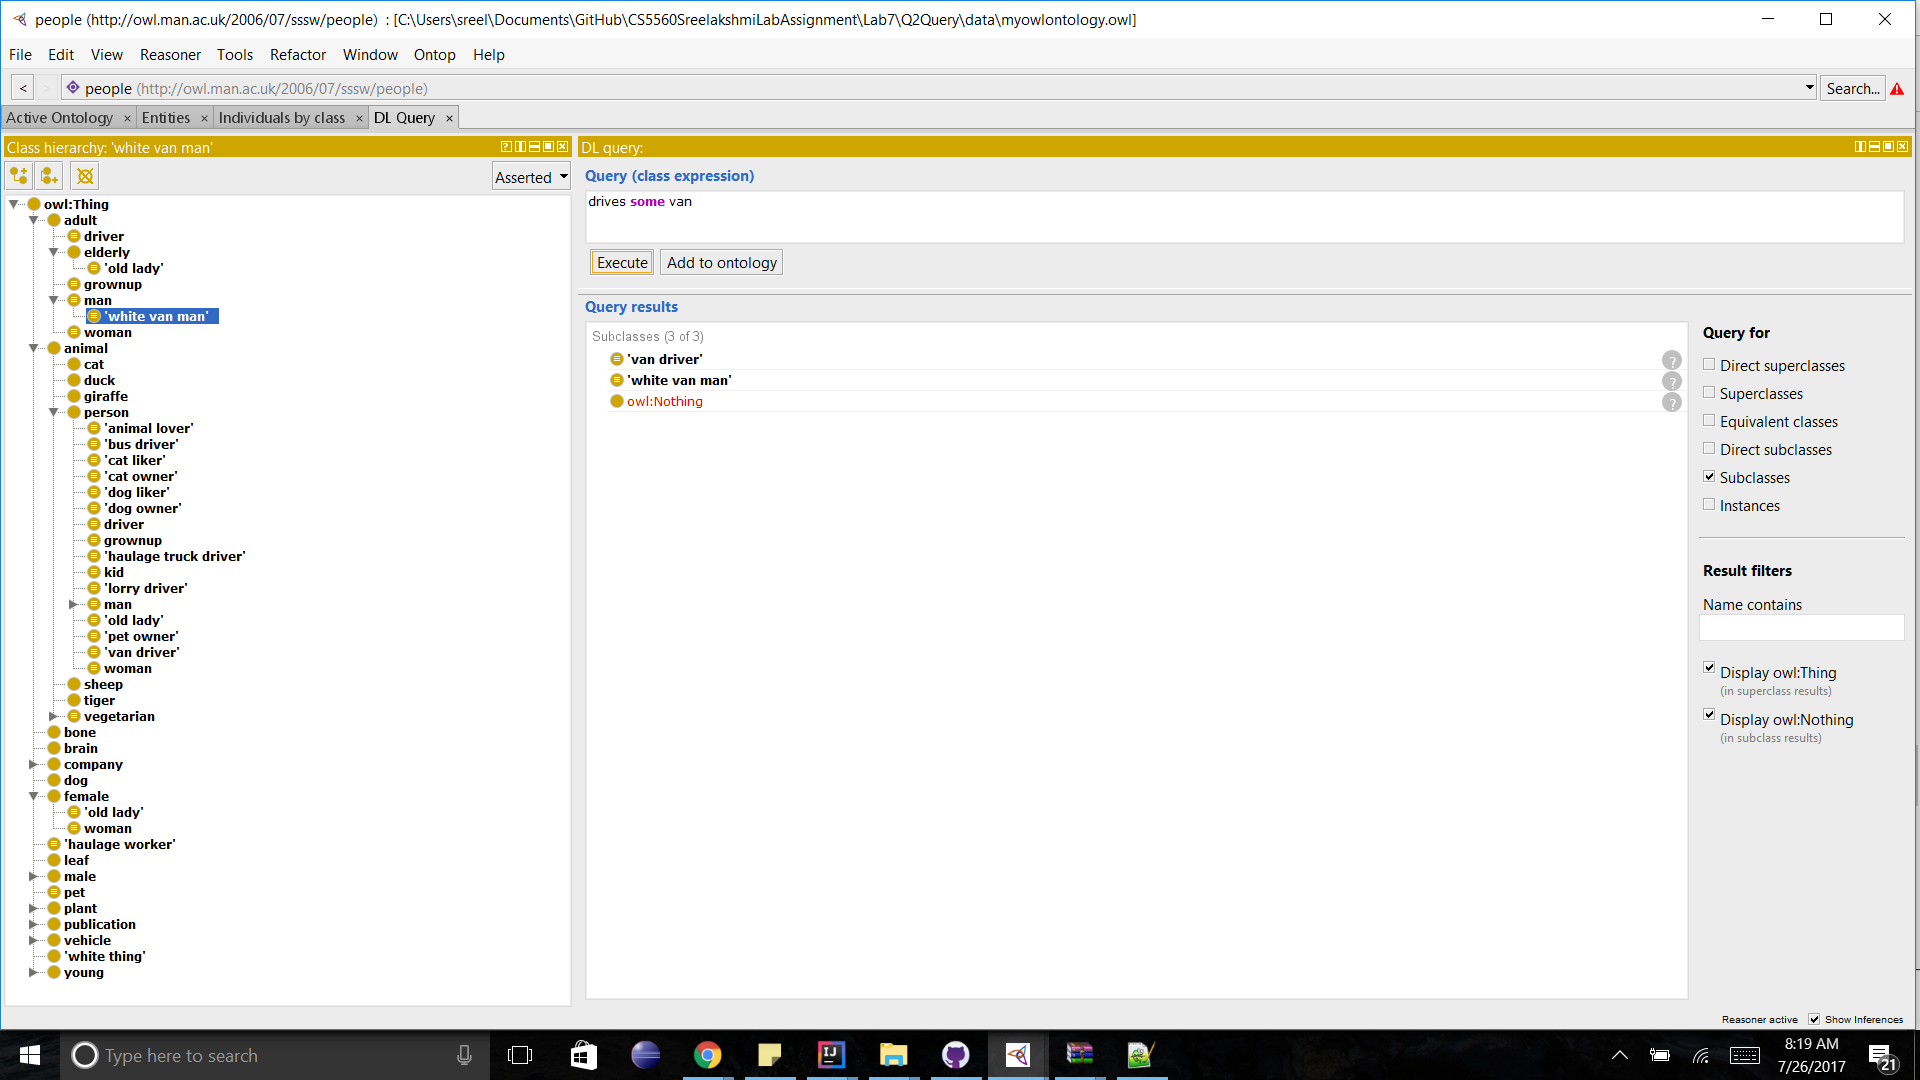 people (http://owl.man.ac.uk/2006/07/sssw/people) : [C:\Users\sreel\Documents\GitHub\CS5560SreelakshmiLabAssignment\Lab7\Q2Query\data\myowlontology.owl]
File Edit View Reasoner Tools Refactor Window Ontop Help
< > people (http://owl.man.ac.uk/2006/07/sssw/people) Search...
Active Ontology × Entities × Individuals by class × DL Query ×
Class hierarchy: 'white van man'
Asserted
owl:Thing
adult
driver
elderly
'old lady'
grownup
man
'white van man'
woman
animal
cat
duck
giraffe
person
'animal lover'
'bus driver'
'cat liker'
'cat owner'
'dog liker'
'dog owner'
driver
grownup
'haulage truck driver'
kid
'lorry driver'
man
'old lady'
'pet owner'
'van driver'
woman
sheep
tiger
vegetarian
bone
brain
company
dog
female
'old lady'
woman
'haulage worker'
leaf
male
pet
plant
publication
vehicle
'white thing'
young
DL query:
Query (class expression)
drives some van
Execute Add to ontology
Query results
Subclasses (3 of 3)
'van driver' ?
'white van man' ?
owl:Nothing ?
Query for
Direct superclasses
Superclasses
Equivalent classes
Direct subclasses
Subclasses
Instances
Result filters
Name contains
Display owl:Thing
(in superclass results)
Display owl:Nothing
(in subclass results)
Reasoner active Show Inferences
Type here to search
8:19 AM
7/26/2017
21